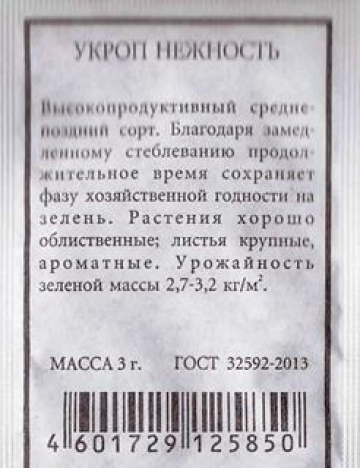 УКРОП НЕЖНОСТЬ
Высокопродуктивный средне-
поздний сорт. Благодаря замед-
ленному стеблеванию продол-
жительное время сохраняет
фазу хозяйственной годности на
зелень. Растения хорошо
облиственные; листья крупные,
ароматные. Урожайность
зеленой массы 2,7-3,2 кг/м².
МАССА 3 г. ГОСТ 32592-2013
4 601729 125850